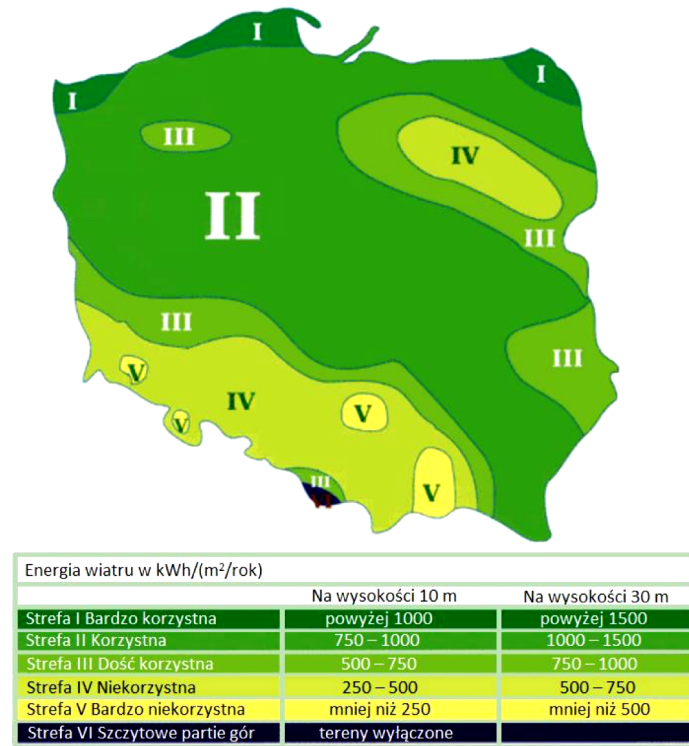 I
I
I
III
IV
II
III
III
III
V
IV
V
V
III
V
VI
Energia wiatru w kWh/(m²/rok)
Na wysokości 10 m Na wysokości 30 m
Strefa I Bardzo korzystna powyżej 1000 powyżej 1500
Strefa II Korzystna 750 – 1000 1000 – 1500
Strefa III Dość korzystna 500 – 750 750 – 1000
Strefa IV Niekorzystna 250 – 500 500 – 750
Strefa V Bardzo niekorzystna mniej niż 250 mniej niż 500
Strefa VI Szczytowe partie gór tereny wyłączone